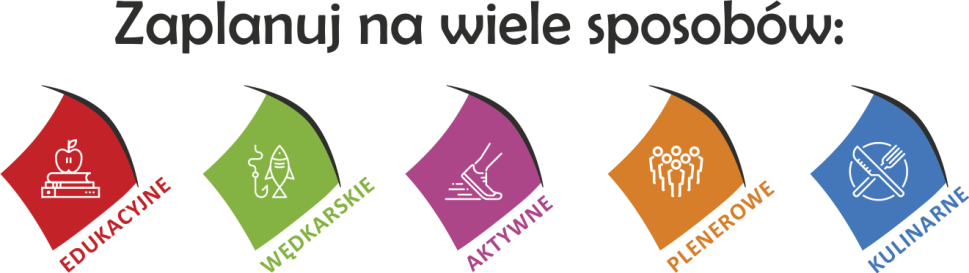 Zaplanuj na wiele sposobów:
EDUKACYJNE
WĘDKARSKIE
AKTYWNE
PLENEROWE
KULINARNE